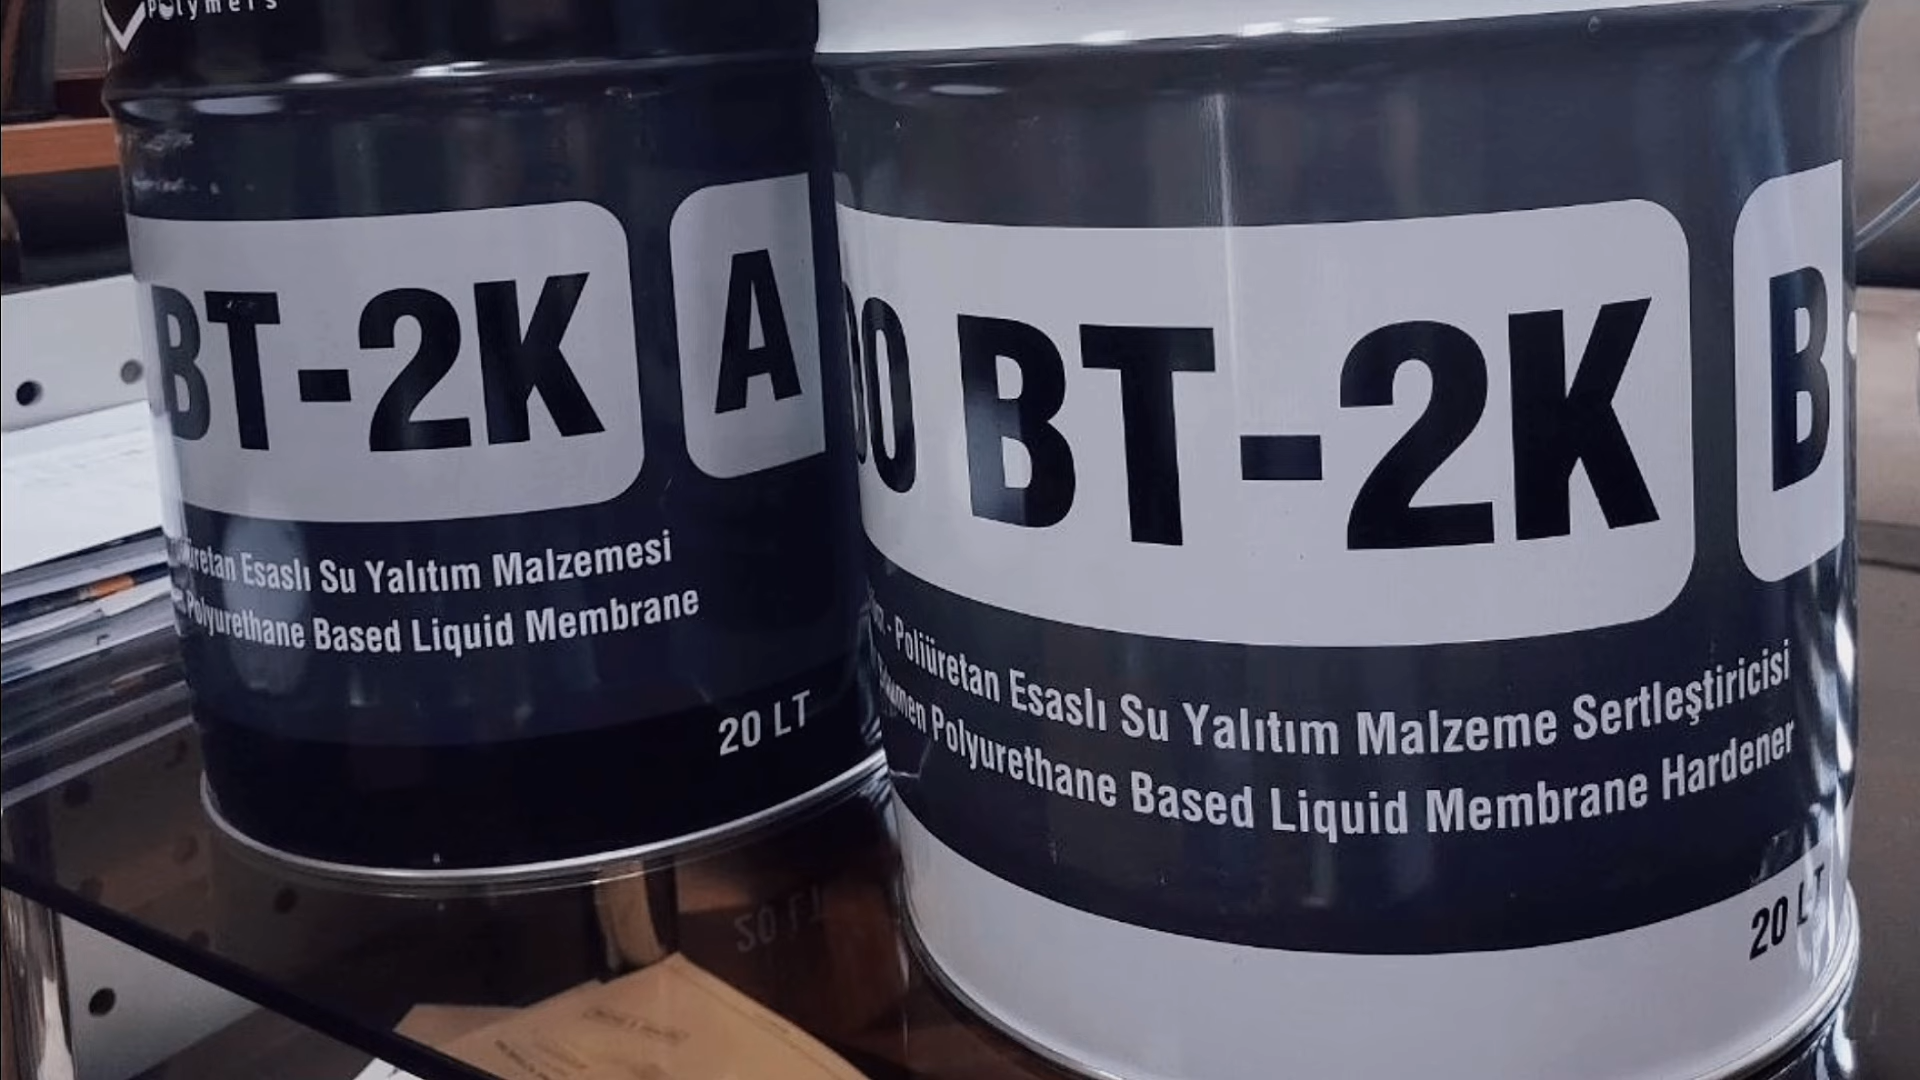 Polymers
BT-2K
A
Esaslı Su Yalıtım Malzemesi
Polyurethane Based Liquid Membrane
20 LT
BT-2K
B
- Poliüretan Esaslı Su Yalıtım Malzeme Sertleştiricisi
Polyurethane Based Liquid Membrane Hardener
20 LT